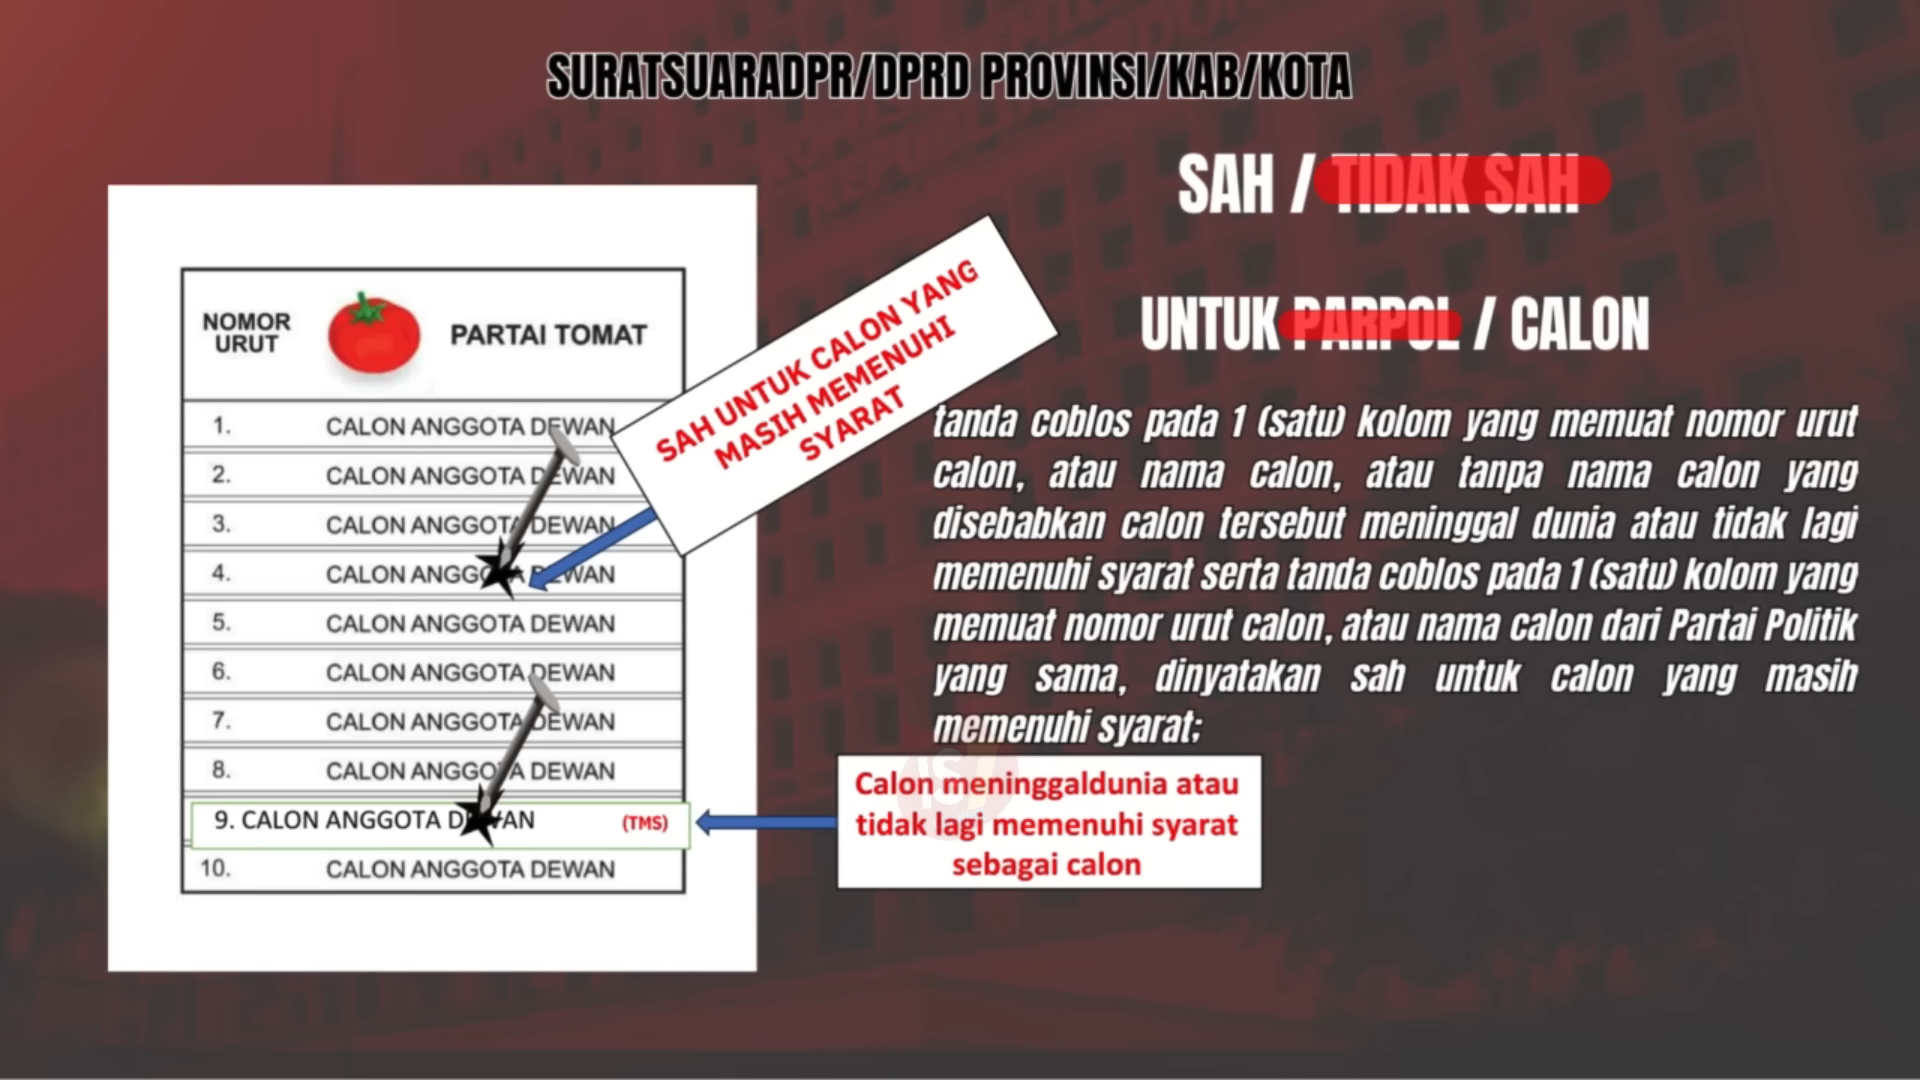 SURATSUARADPR/DPRD PROVINSI/KAB/KOTA
SAH / TIDAK SAH
UNTUK PARPOL / CALON
NOMOR
URUT
PARTAI TOMAT
1. CALON ANGGOTA DEWAN
2. CALON ANGGOTA DEWAN
3. CALON ANGGOTA DEWAN
4. CALON ANGGOTA DEWAN
5. CALON ANGGOTA DEWAN
6. CALON ANGGOTA DEWAN
7. CALON ANGGOTA DEWAN
8. CALON ANGGOTA DEWAN
9. CALON ANGGOTA DEWAN (TMS)
10. CALON ANGGOTA DEWAN
SAH UNTUK CALON YANG
MASIH MEMENUHI
SYARAT
tanda coblos pada 1 (satu) kolom yang memuat nomor urut
calon, atau nama calon, atau tanpa nama calon yang
disebabkan calon tersebut meninggal dunia atau tidak lagi
memenuhi syarat serta tanda coblos pada 1 (satu) kolom yang
memuat nomor urut calon, atau nama calon dari Partai Politik
yang sama, dinyatakan sah untuk calon yang masih
memenuhi syarat;
Calon meninggaldunia atau
tidak lagi memenuhi syarat
sebagai calon